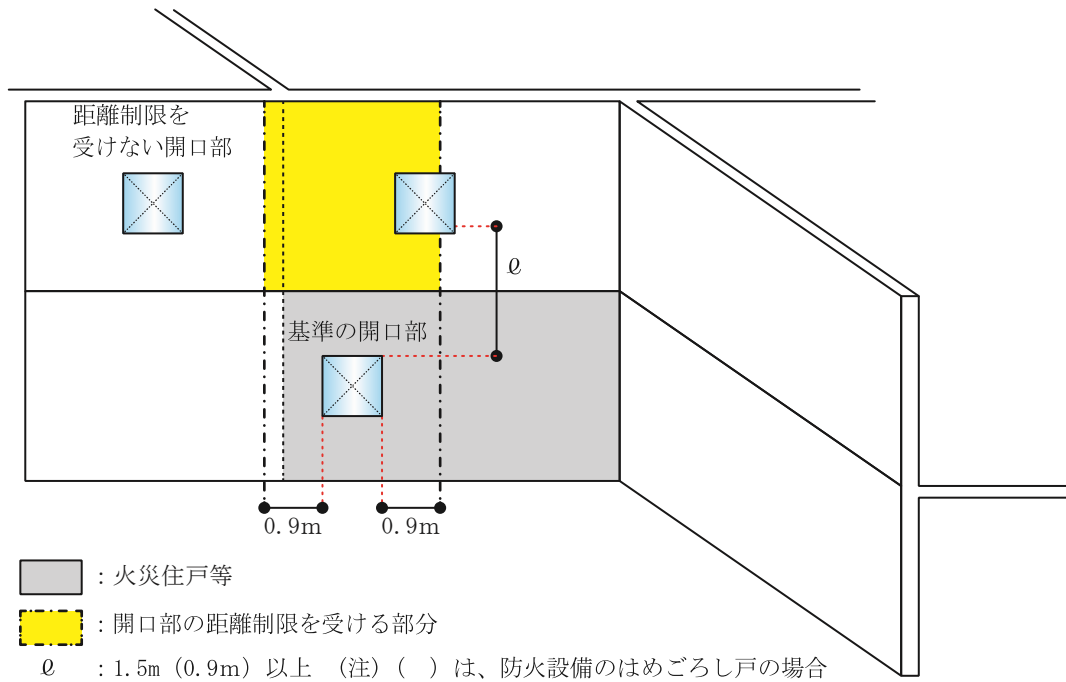 距離制限を
受けない開口部
ℓ
基準の開口部
0.9m
0.9m
：火災住戸等
：開口部の距離制限を受ける部分
ℓ ：1.5m（0.9m）以上　（注）（　）は、防火設備のはめごろし戸の場合